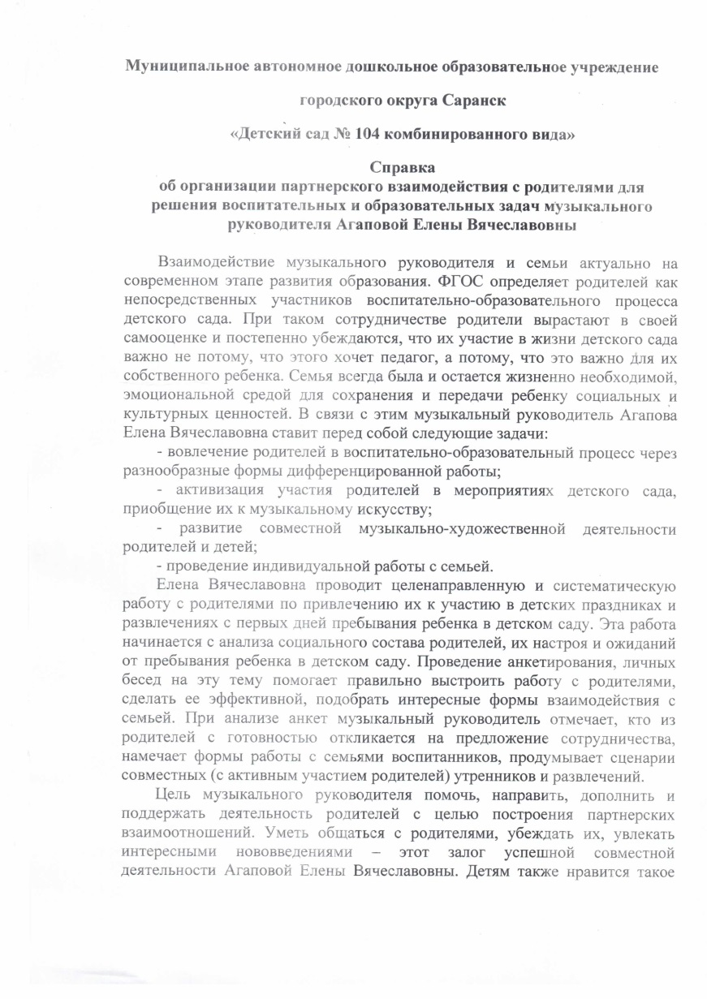 Муниципальное автономное дошкольное образовательное учреждение
городского округа Саранск
«Детский сад № 104 комбинированного вида»
Справка
об организации партнерского взаимодействия с родителями для
решения воспитательных и образовательных задач музыкального
руководителя Агаповой Елены Вячеславовны
Взаимодействие музыкального руководителя и семьи актуально на
современном этапе развития образования. ФГОС определяет родителей как
непосредственных участников воспитательно-образовательного процесса
детского сада. При таком сотрудничестве родители вырастают в своей
самооценке и постепенно убеждаются, что их участие в жизни детского сада
важно не потому, что этого хочет педагог, а потому, что это важно для их
собственного ребенка. Семья всегда была и остается жизненно необходимой,
эмоциональной средой для сохранения и передачи ребенку социальных и
культурных ценностей. В связи с этим музыкальный руководитель Агапова
Елена Вячеславовна ставит перед собой следующие задачи:
- вовлечение родителей в воспитательно-образовательный процесс через
разнообразные формы дифференцированной работы;
- активизация участия родителей в мероприятиях детского сада,
приобщение их к музыкальному искусству;
- развитие совместной музыкально-художественной деятельности
родителей и детей;
- проведение индивидуальной работы с семьей.
Елена Вячеславовна проводит целенаправленную и систематическую
работу с родителями по привлечению их к участию в детских праздниках и
развлечениях с первых дней пребывания ребенка в детском саду. Эта работа
начинается с анализа социального состава родителей, их настроя и ожиданий
от пребывания ребенка в детском саду. Проведение анкетирования, личных
бесед на эту тему помогает правильно выстроить работу с родителями,
сделать ее эффективной, подобрать интересные формы взаимодействия с
семьей. При анализе анкет музыкальный руководитель отмечает, кто из
родителей с готовностью откликается на предложение сотрудничества,
намечает формы работы с семьями воспитанников, продумывает сценарии
совместных (с активным участием родителей) утренников и развлечений.
Цель музыкального руководителя помочь, направить, дополнить и
поддержать деятельность родителей с целью построения партнерских
взаимоотношений. Уметь общаться с родителями, убеждать их, увлекать
интересными нововведениями – этот залог успешной совместной
деятельности Агаповой Елены Вячеславовны. Детям также нравится такое